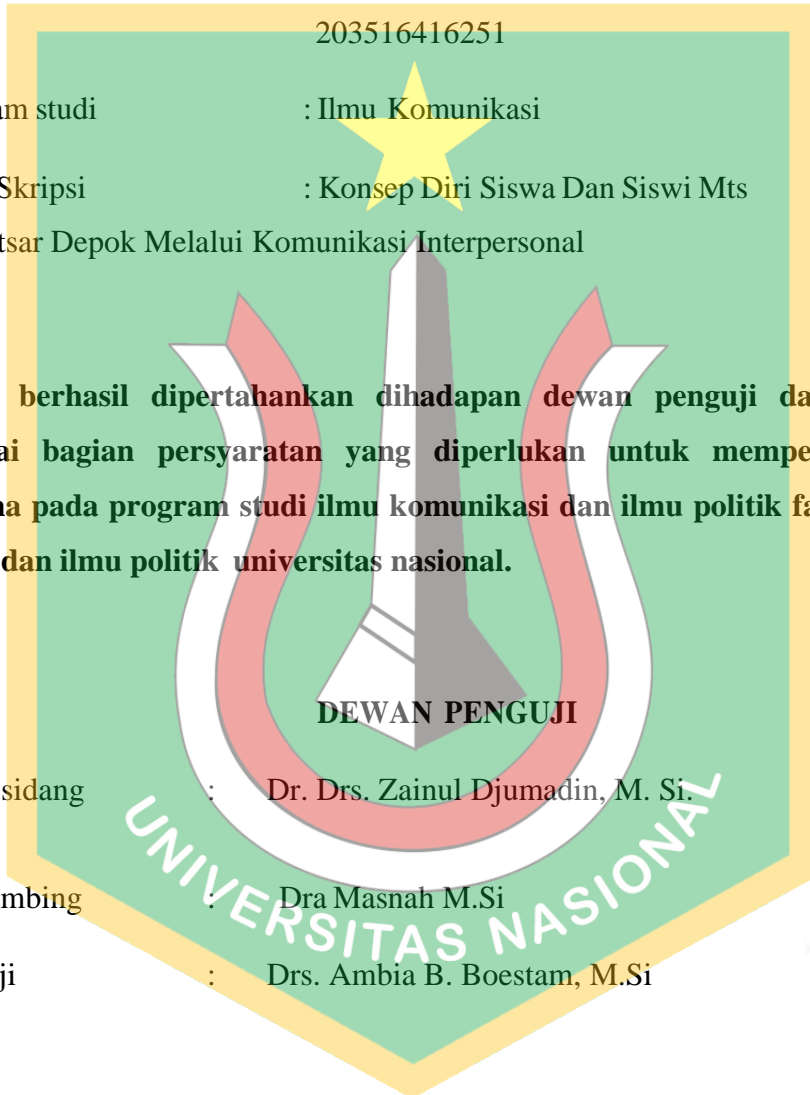 203516416251
am studi : Ilmu Komunikasi
Skripsi : Konsep Diri Siswa Dan Siswi Mts
tsar Depok Melalui Komunikasi Interpersonal
berhasil dipertahankan dihadapan dewan penguji da
ai bagian persyaratan yang diperlukan untuk mempe
na pada program studi ilmu komunikasi dan ilmu politik fa
dan ilmu politik universitas nasional.
DEWAN PENGUJI
sidang : Dr. Drs. Zainul Djumadin, M. Si.
mbing : Dra Masnah M.Si
ji : Drs. Ambia B. Boestam, M.Si
UNIVERSITAS NASIONAL